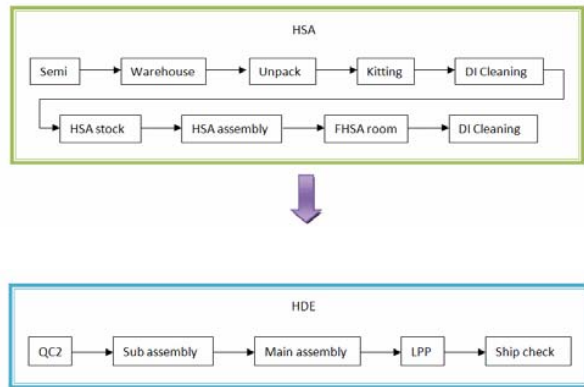 HSA
Semi Warehouse Unpack Kitting DI Cleaning
HSA stock HSA assembly FHSA room DI Cleaning
HDE
QC2 Sub assembly Main assembly LPP Ship check